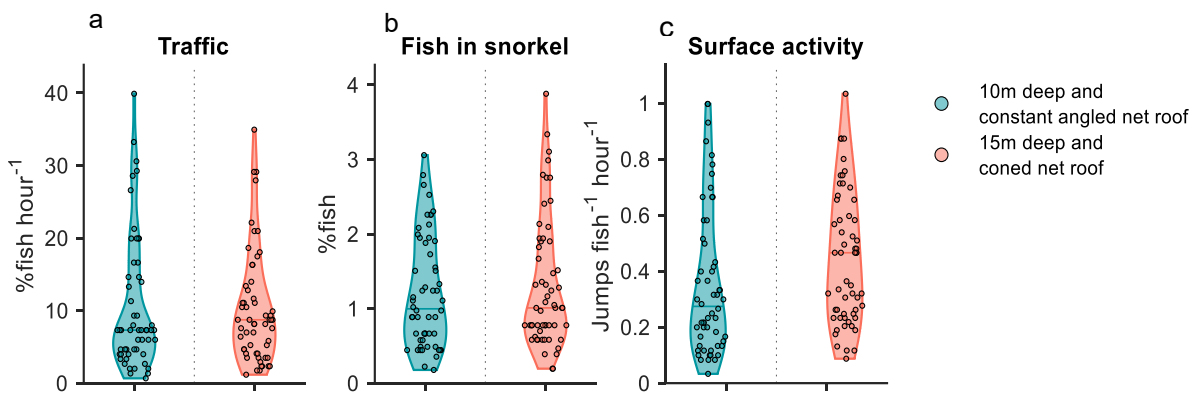 a
Traffic
%fish hour-1
40
30
20
10
0
b
Fish in snorkel
%fish
4
3
2
1
0
c
Surface activity
Jumps fish-1 hour-1
1
0.8
0.6
0.4
0.2
0
10m deep and
constant angled net roof
15m deep and
coned net roof